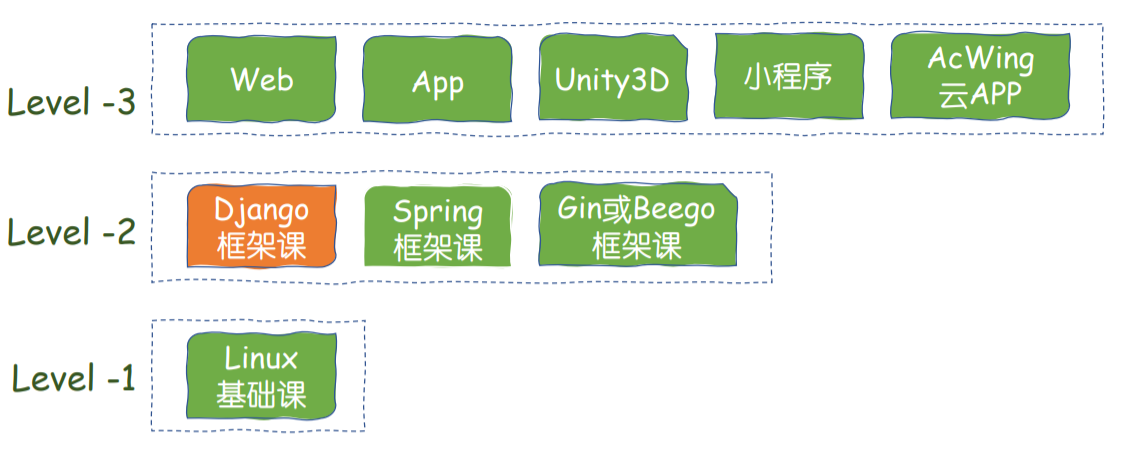 Level -3
Web
App
Unity3D
小程序
AcWing
云APP
Level -2
Django
框架课
Spring
框架课
Gin或Beego
框架课
Level -1
Linux
基础课